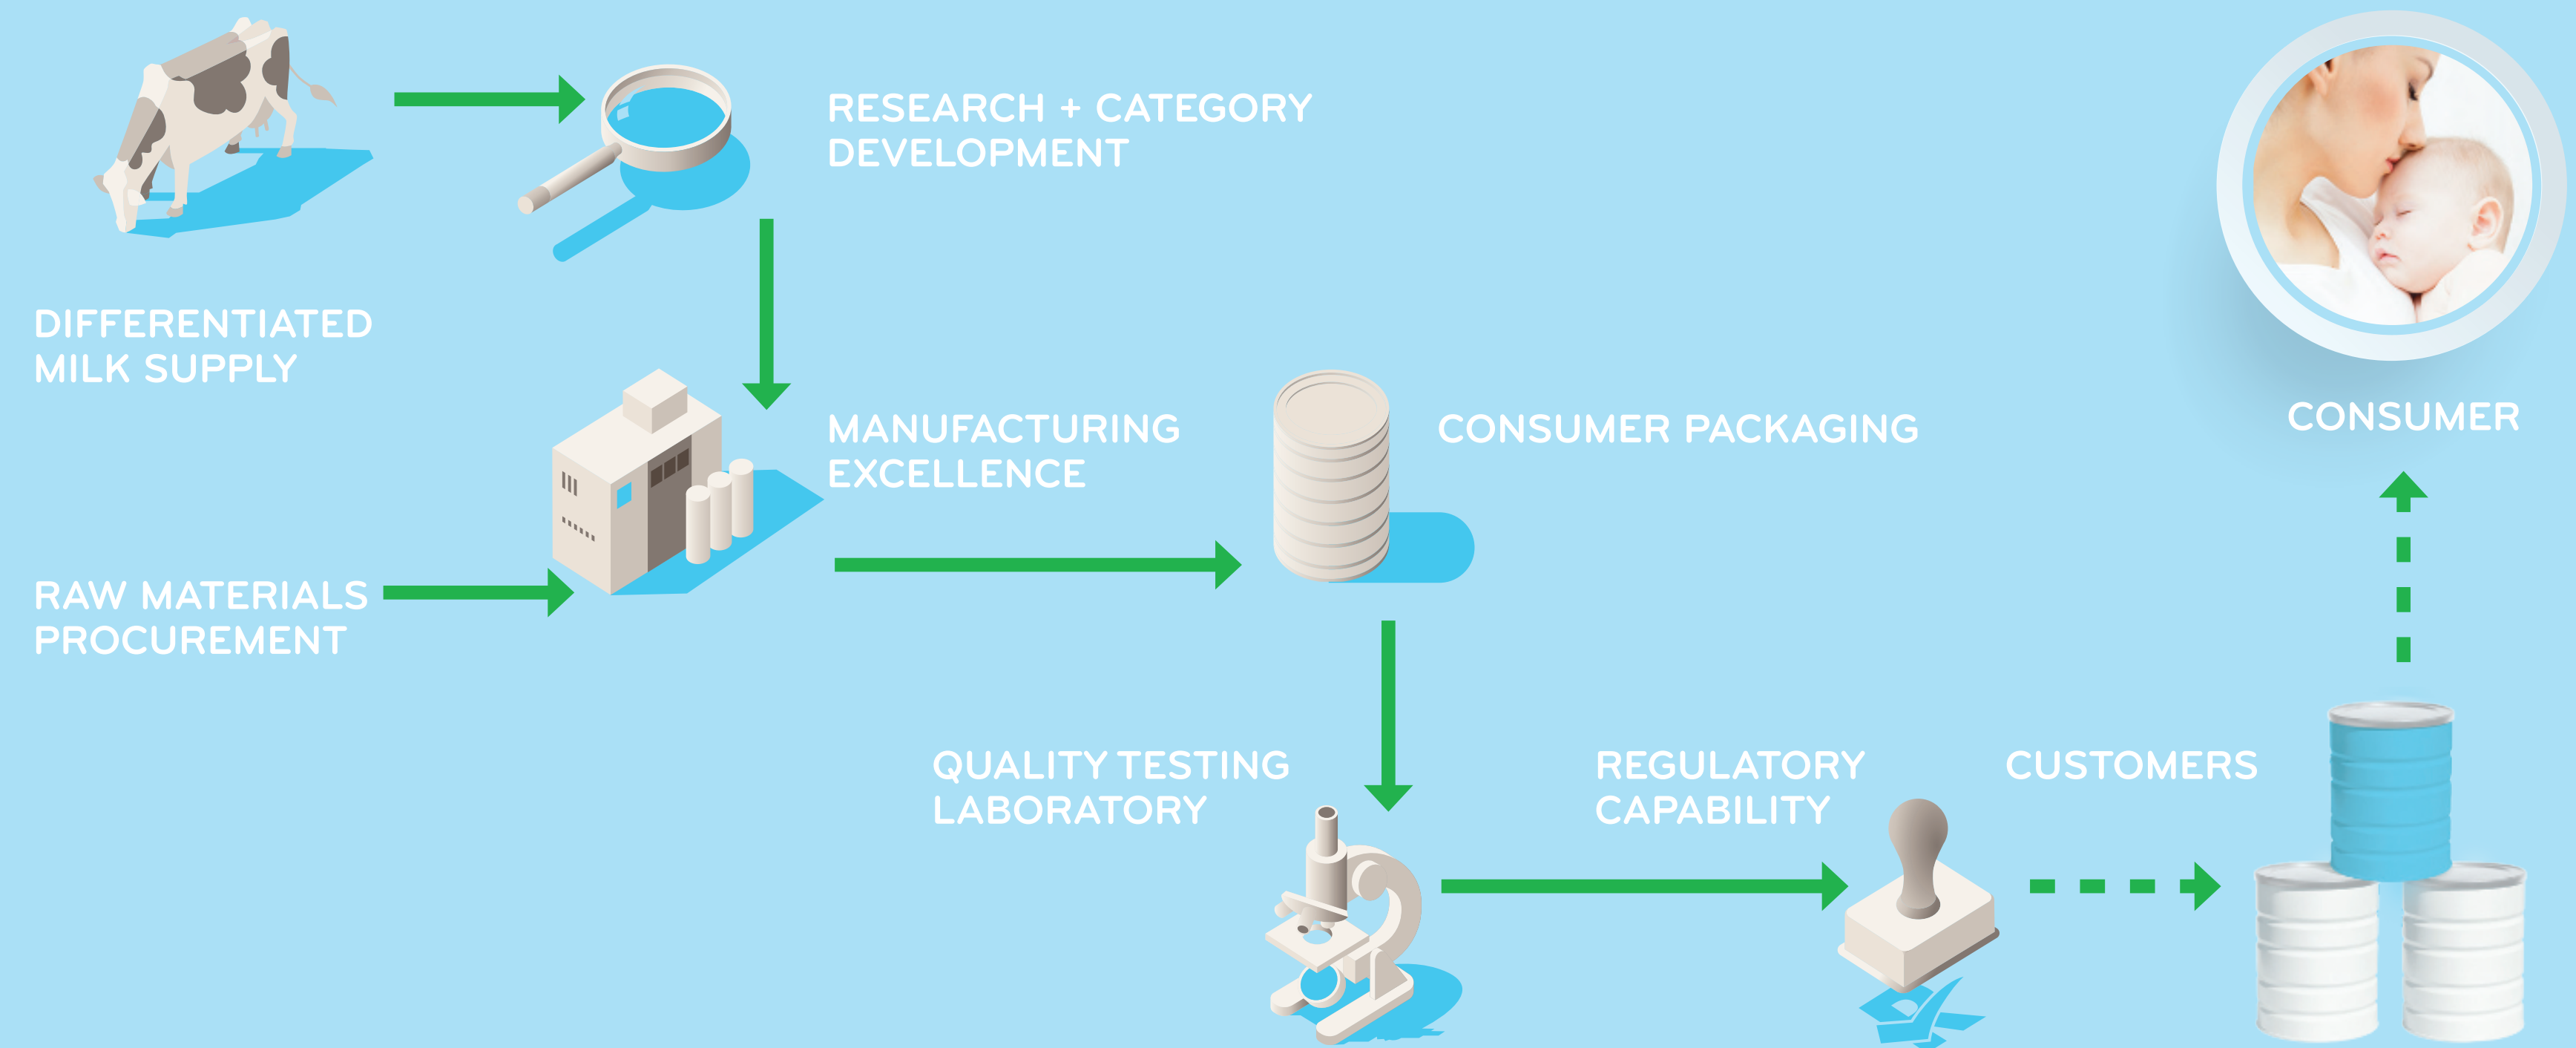 RESEARCH + CATEGORY
DEVELOPMENT
DIFFERENTIATED
MILK SUPPLY
CONSUMER
MANUFACTURING
EXCELLENCE
CONSUMER PACKAGING
RAW MATERIALS
PROCUREMENT
QUALITY TESTING
LABORATORY
REGULATORY
CAPABILITY
CUSTOMERS